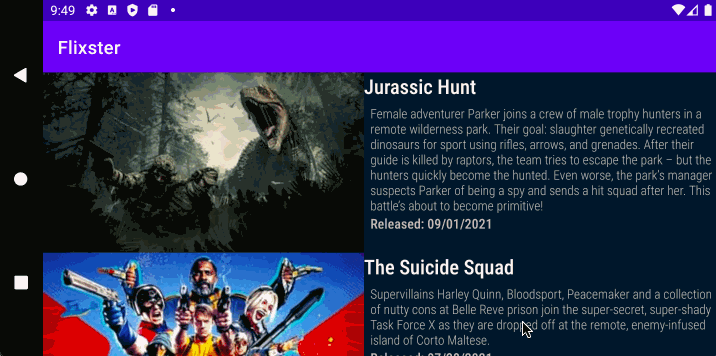 9:49
Flixster
Jurassic Hunt
Female adventurer Parker joins a crew of male trophy hunters in a
remote wilderness park. Their goal: slaughter genetically recreated
dinosaurs for sport using rifles, arrows, and grenades. After their
guide is killed by raptors, the team tries to escape the park – but the
hunters quickly become the hunted. Even worse, the park's manager
suspects Parker of being a spy and sends a hit squad after her. This
battle's about to become primitive!
Released: 09/01/2021
The Suicide Squad
Supervillains Harley Quinn, Bloodsport, Peacemaker and a collection
of nutty cons at Belle Reve prison join the super-secret, super-shady
Task Force X as they are dropped off at the remote, enemy-infused
island of Corto Maltese.